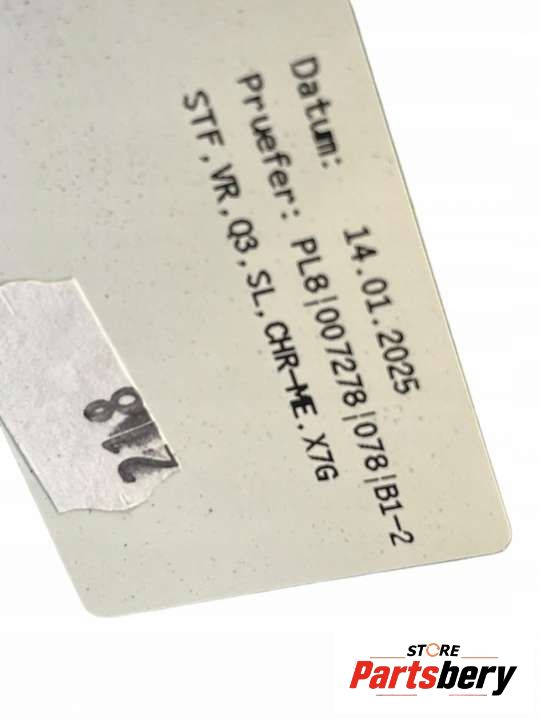 Datum: 14.01.2025
Pruefer: PL8|007278|078|B1-2
STF,VR,Q3,SL,CHR-ME.X7G
218
STORE
Partsbery